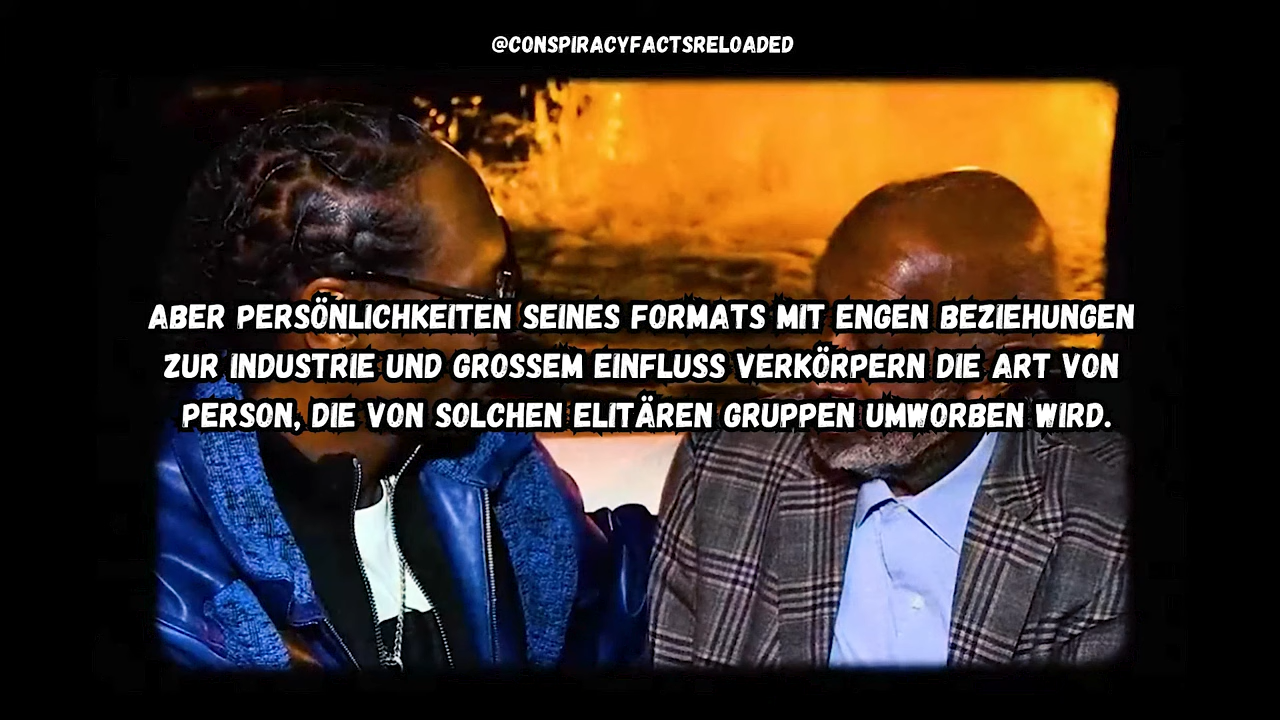 @CONSPIRACYFACTSRELOADED
ABER PERSÖNLICHKEITEN SEINES FORMATS MIT ENGEN BEZIEHUNGEN
ZUR INDUSTRIE UND GROSSEM EINFLUSS VERKÖRPERN DIE ART VON
PERSON, DIE VON SOLCHEN ELITÄREN GRUPPEN UMWORBEN WIRD.